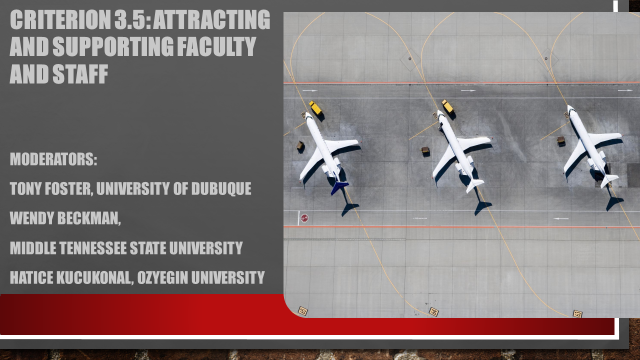 CRITERION 3.5: ATTRACTING
AND SUPPORTING FACULTY
AND STAFF
MODERATORS:
TONY FOSTER, UNIVERSITY OF DUBUQUE
WENDY BECKMAN,
MIDDLE TENNESSEE STATE UNIVERSITY
HATICE KUCUKONAL, OZYEGIN UNIVERSITY